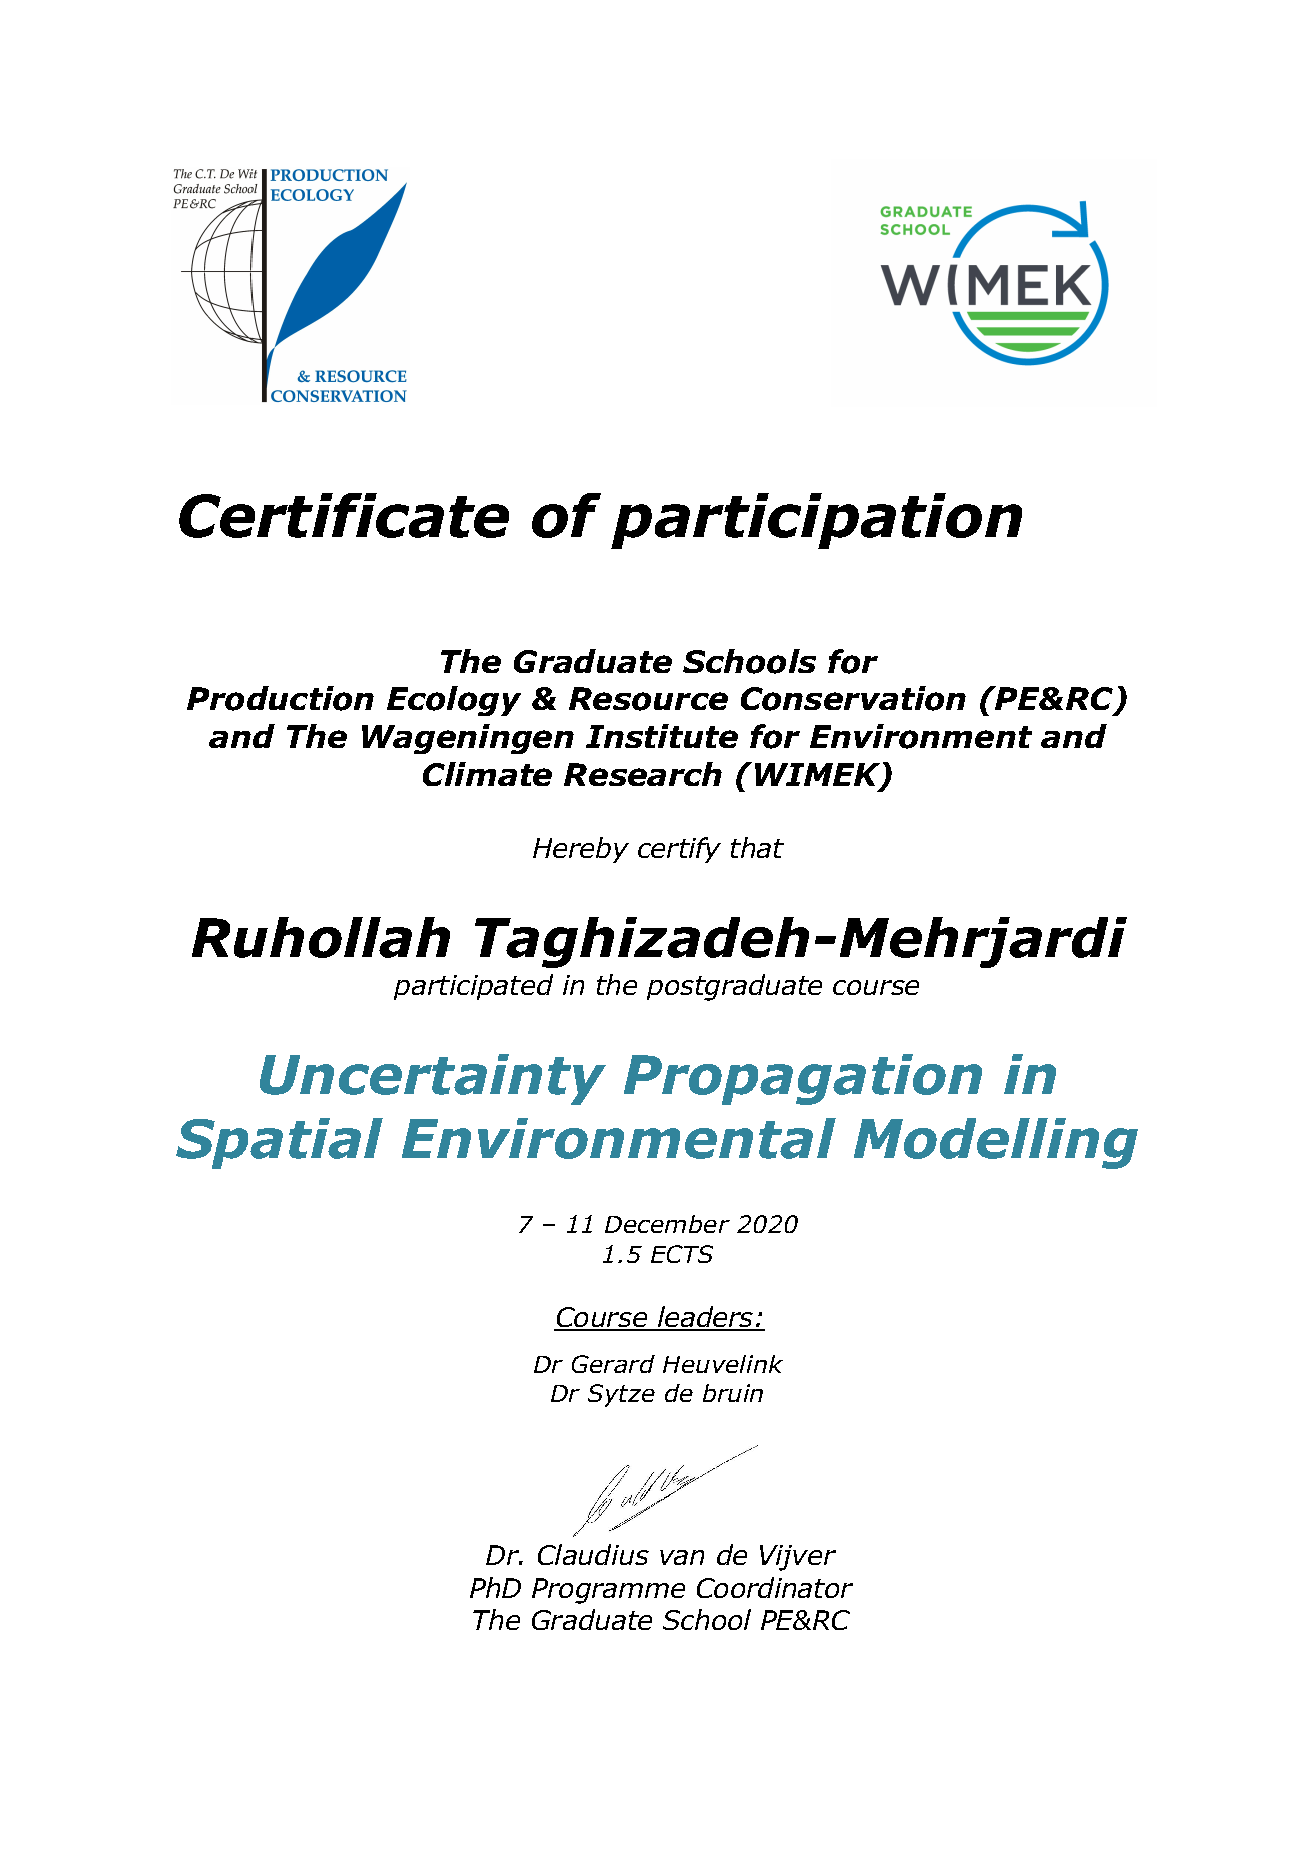 The C.T. De Wit
Graduate School
PE&RC
PRODUCTION
ECOLOGY
& RESOURCE
CONSERVATION
GRADUATE
SCHOOL
WIMEK
Certificate of participation
The Graduate Schools for
Production Ecology & Resource Conservation (PE&RC)
and The Wageningen Institute for Environment and
Climate Research (WIMEK)
Hereby certify that
Ruhollah Taghizadeh-Mehrjardi
participated in the postgraduate course
Uncertainty Propagation in
Spatial Environmental Modelling
7 – 11 December 2020
1.5 ECTS
Course leaders:
Dr Gerard Heuvelink
Dr Sytze de bruin
Dr. Claudius van de Vijver
PhD Programme Coordinator
The Graduate School PE&RC